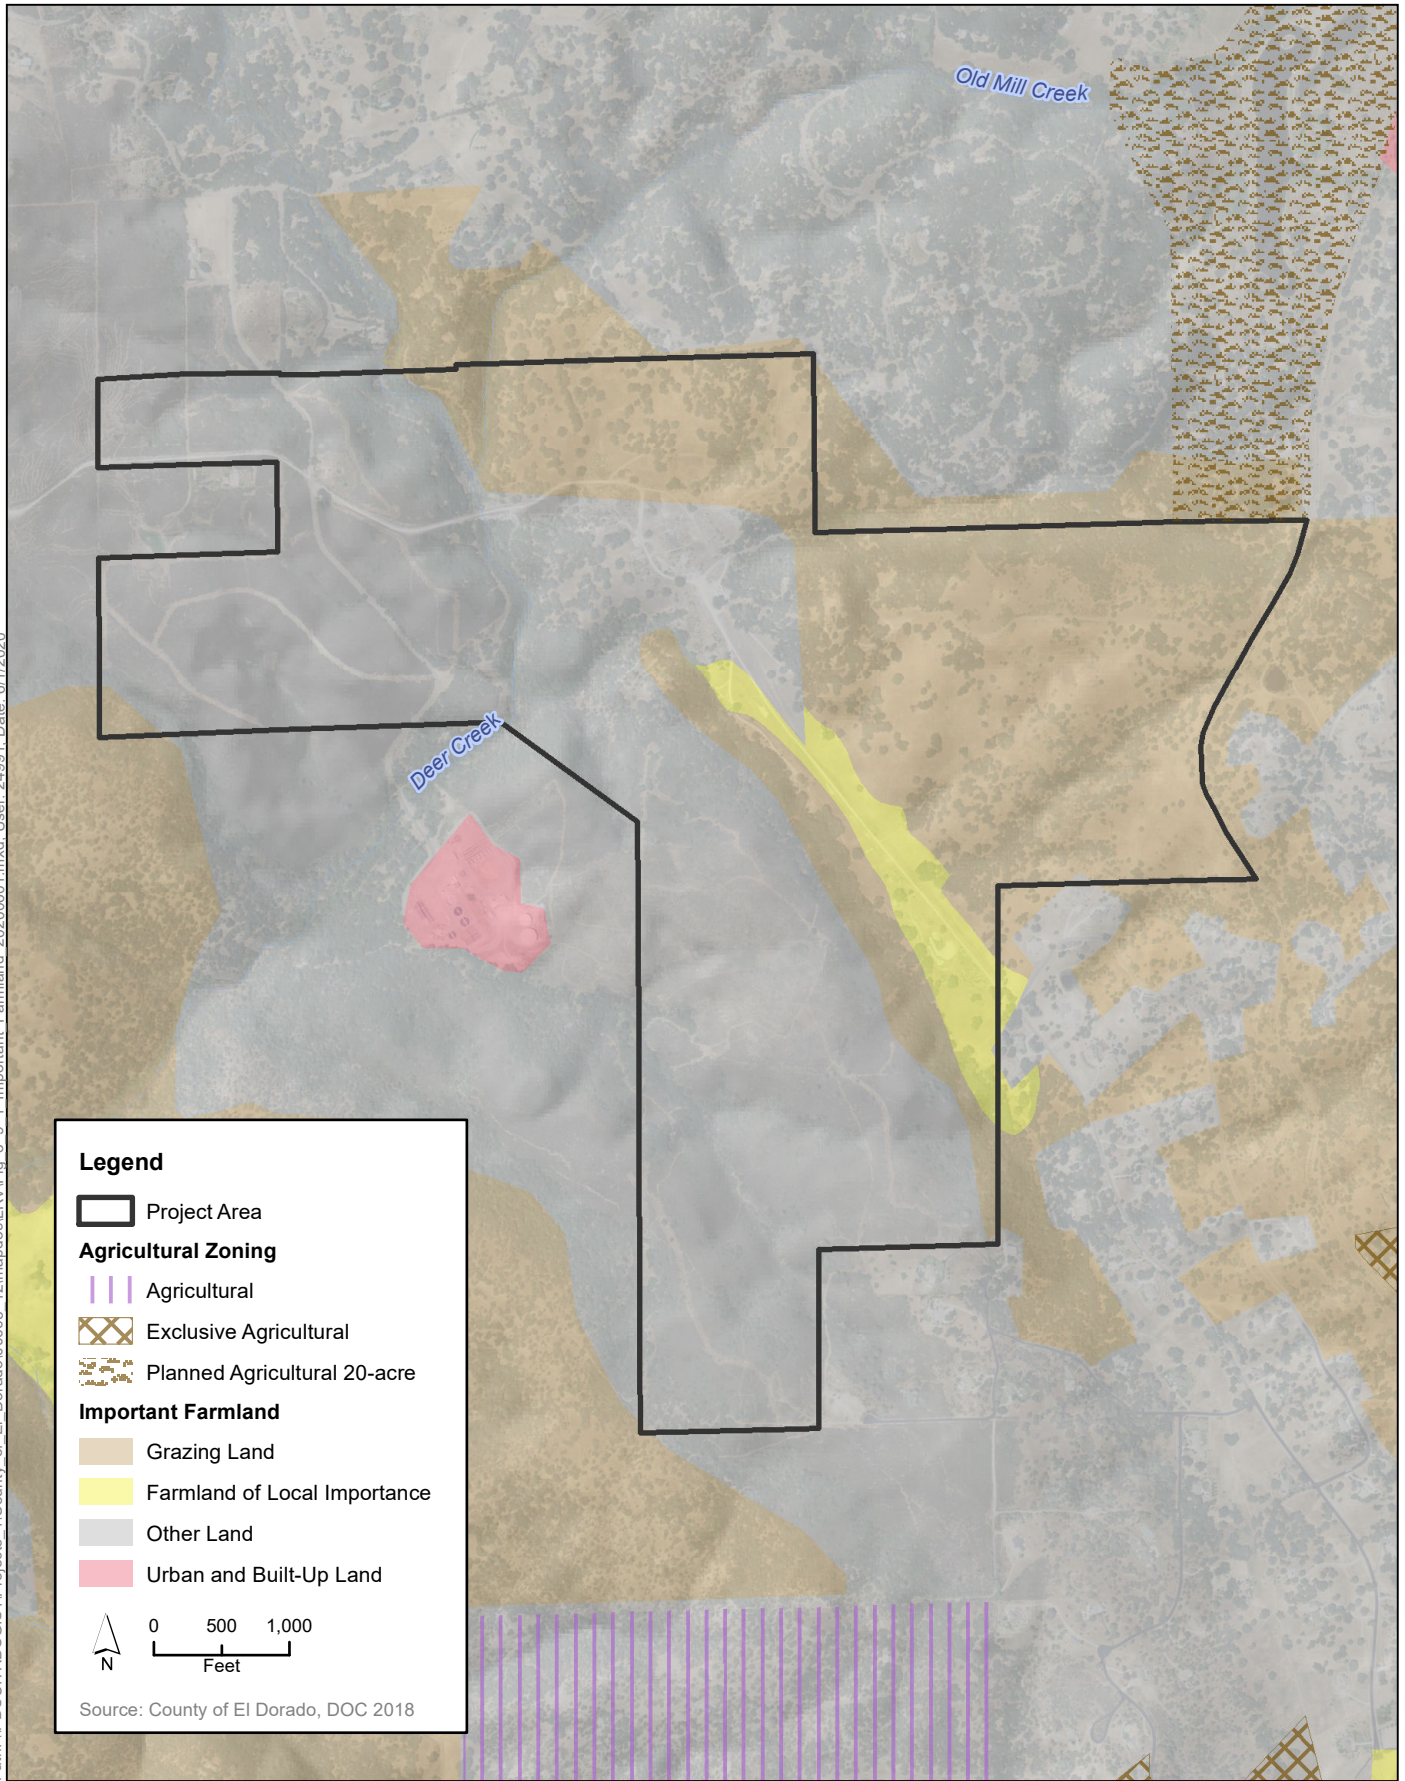 Old Mill Creek
Deer Creek
Legend
Project Area
Agricultural Zoning
Agricultural
Exclusive Agricultural
Planned Agricultural 20-acre
Important Farmland
Grazing Land
Farmland of Local Importance
Other Land
Urban and Built-Up Land
0 500 1,000
Feet
N
Source: County of El Dorado, DOC 2018